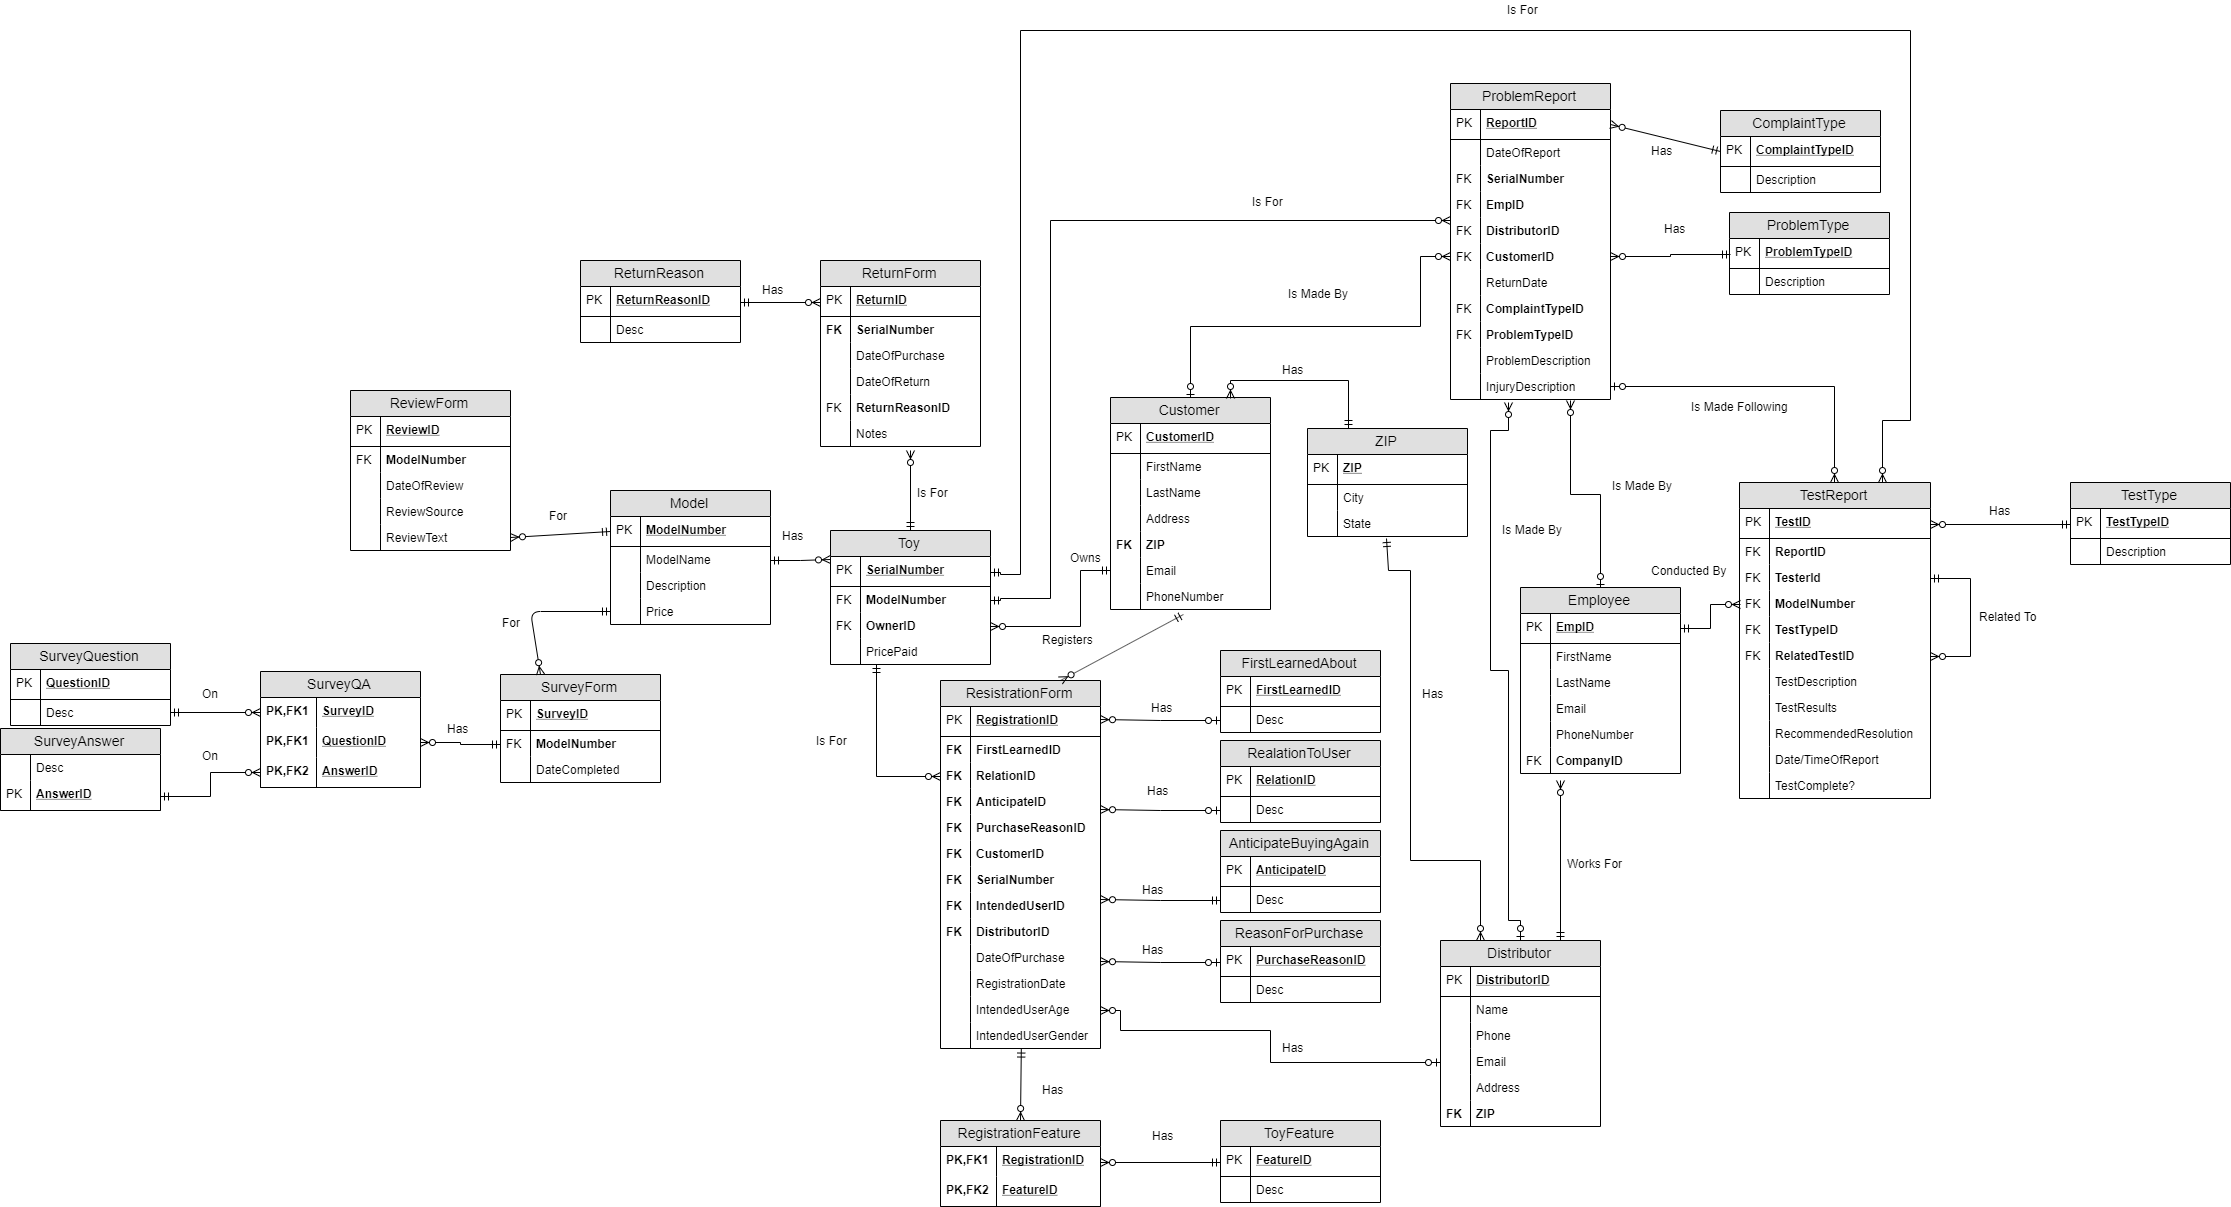 Is For
ProblemReport
PK ReportID
DateOfReport
FK SerialNumber
FK EmpID
FK DistributorID
FK CustomerID
ReturnDate
FK ComplaintTypeID
FK ProblemTypeID
ProblemDescription
InjuryDescription
Has
ComplaintType
PK ComplaintTypeID
Description
Has
ProblemType
PK ProblemTypeID
Description
Is For
Is Made By
Is Made Following
ReturnReason
PK ReturnReasonID
Desc
Has
ReturnForm
PK ReturnID
FK SerialNumber
DateOfPurchase
DateOfReturn
FK ReturnReasonID
Notes
Is For
ReviewForm
PK ReviewID
FK ModelNumber
DateOfReview
ReviewSource
ReviewText
For
Model
PK ModelNumber
ModelName
Description
Price
Has
For
Toy
PK SerialNumber
FK ModelNumber
FK OwnerID
PricePaid
Owns
Registers
Is For
Customer
PK CustomerID
FirstName
LastName
Address
FK ZIP
Email
PhoneNumber
Has
ZIP
PK ZIP
City
State
Has
Is Made By
Is Made By
TestReport
PK TestID
FK ReportID
FK TesterId
FK ModelNumber
FK TestTypeID
FK RelatedTestID
TestDescription
TestResults
RecommendedResolution
Date/TimeOfReport
TestComplete?
Has
TestType
PK TestTypeID
Description
Related To
Conducted By
Employee
PK EmpID
FirstName
LastName
Email
PhoneNumber
FK CompanyID
Works For
SurveyQuestion
PK QuestionID
Desc
On
SurveyAnswer
Desc
PK AnswerID
On
SurveyQA
PK,FK1 SurveyID
PK,FK1 QuestionID
PK,FK2 AnswerID
Has
SurveyForm
PK SurveyID
FK ModelNumber
DateCompleted
ResistrationForm
PK RegistrationID
FK FirstLearnedID
FK RelationID
FK AnticipateID
FK PurchaseReasonID
FK CustomerID
FK SerialNumber
FK IntendedUserID
FK DistributorID
DateOfPurchase
RegistrationDate
IntendedUserAge
IntendedUserGender
Has
FirstLearnedAbout
PK FirstLearnedID
Desc
Has
RealationToUser
PK RelationID
Desc
Has
AnticipateBuyingAgain
PK AnticipateID
Desc
Has
ReasonForPurchase
PK PurchaseReasonID
Desc
Has
Distributor
PK DistributorID
Name
Phone
Email
Address
FK ZIP
Has
RegistrationFeature
PK,FK1 RegistrationID
PK,FK2 FeatureID
Has
ToyFeature
PK FeatureID
Desc